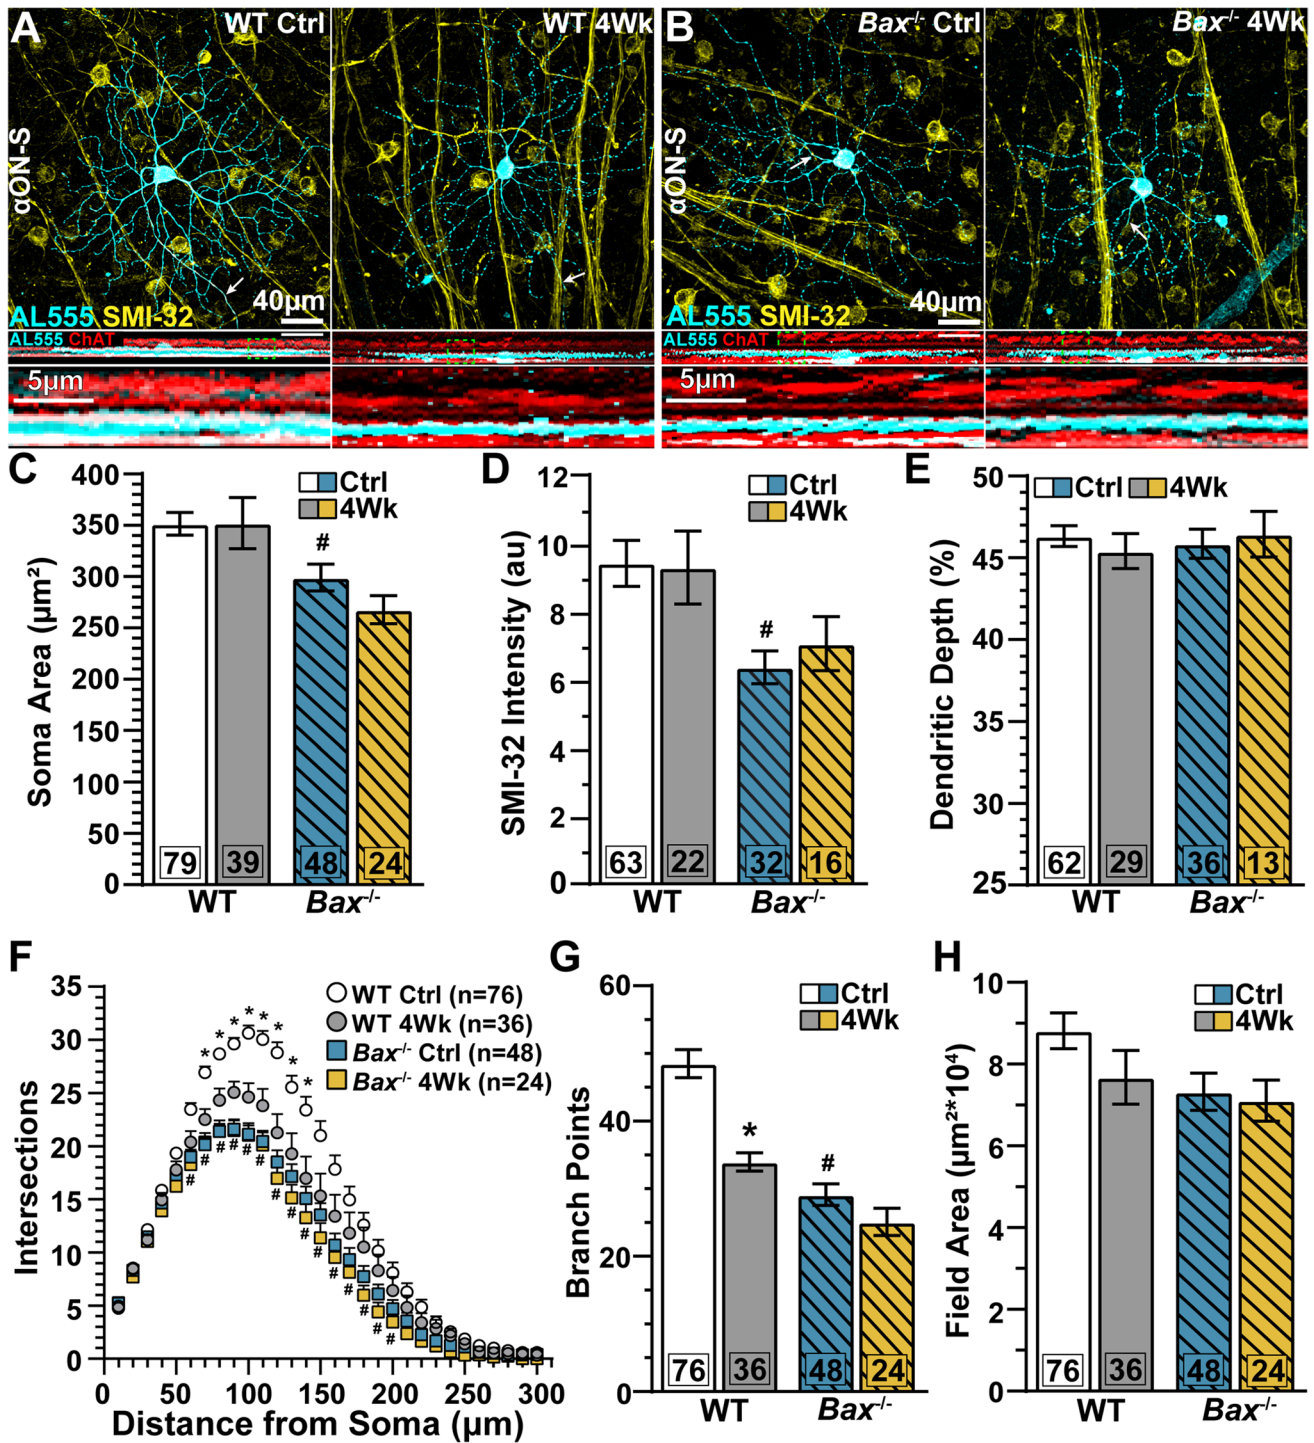 A
WT Ctrl
WT 4Wk
αON-S
AL555 SMI-32
40µm
AL555 ChAT
5µm
B
Bax-/- Ctrl
Bax-/- 4Wk
αON-S
AL555 SMI-32
40µm
AL555 ChAT
5µm
C
Soma Area (µm²)
400
350
300
250
200
150
100
50
0
Ctrl
4Wk
#
79
39
48
24
WT
Bax-/-
D
SMI-32 Intensity (au)
12
10
8
6
4
2
0
Ctrl
4Wk
#
63
22
32
16
WT
Bax-/-
E
Dendritic Depth (%)
50
45
40
35
30
25
Ctrl
4Wk
62
29
36
13
WT
Bax-/-
F
Intersections
35
30
25
20
15
10
5
0
WT Ctrl (n=76)
WT 4Wk (n=36)
Bax-/- Ctrl (n=48)
Bax-/- 4Wk (n=24)
* * * * * * * *
# # # # # # # # # # # # # # #
0 50 100 150 200 250 300
Distance from Soma (µm)
G
Branch Points
60
40
20
0
Ctrl
4Wk
*
#
76
36
48
24
WT
Bax-/-
H
Field Area (µm²*10⁴)
10
8
6
4
2
0
Ctrl
4Wk
76
36
48
24
WT
Bax-/-